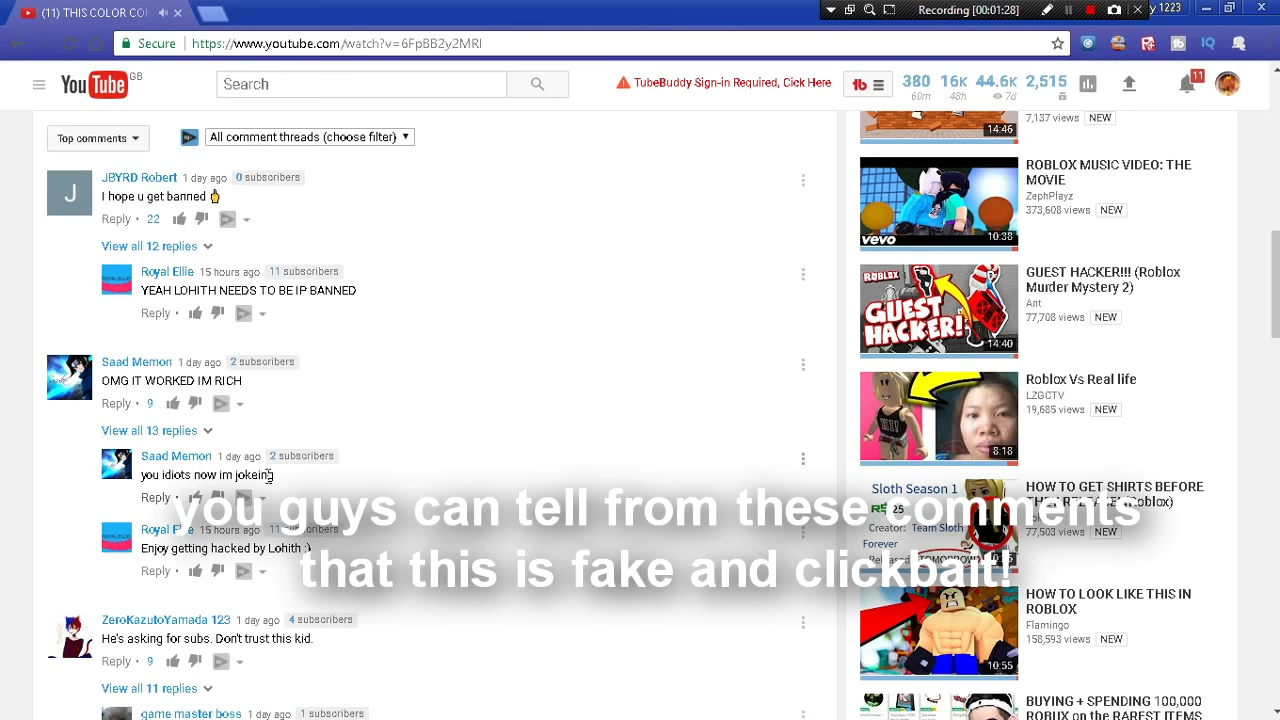 (11) THIS COLOR CO
Recording [00:01:28]
y 1223
Secure
https://www.youtube.com/watch?v=6FpBB2y2MRI
YouTube GB
Search
TubeBuddy Sign-in Required, Click Here
tb
380 60m
16K 48h
44.6K 7d
2,515
11
Top comments
All comment threads (choose filter)
JBYRD Robert 1 day ago 0 subscribers
I hope u get banned
Reply 22
View all 12 replies
Royal Ellie 15 hours ago 11 subscribers
YEAH LOHITH NEEDS TO BE IP BANNED
Reply
Saad Memon 1 day ago 2 subscribers
OMG IT WORKED IM RICH
Reply 9
View all 13 replies
Saad Memon 1 day ago 2 subscribers
you idiots now im jokeing
Reply
Enjoy getting hacked by Lohith :)
Reply
you guys can tell from these comments
that this is fake and clickbait!
ZeroKazutoYamada 123 1 day ago 4 subscribers
He's asking for subs. Don't trust this kid.
Reply 9
View all 11 replies
game master boss 1 day ago 1 subscribers
14:46
7,137 views NEW
vevo
10:38
ROBLOX MUSIC VIDEO: THE
MOVIE
ZephPlayz
373,608 views NEW
ROBLOX
GUEST
HACKER!
14:40
GUEST HACKER!!! (Roblox
Murder Mystery 2)
Ant
77,708 views NEW
8:18
Roblox Vs Real life
LZGCTV
19,685 views NEW
Sloth Season 1
Creator: Team Sloth
Forever
HOW TO GET SHIRTS BEFORE
77,503 views NEW
10:55
HOW TO LOOK LIKE THIS IN
ROBLOX
Flamingo
158,593 views NEW
BUYING + SPENDING 100,000
ROBUX on the RAREST ITEMS